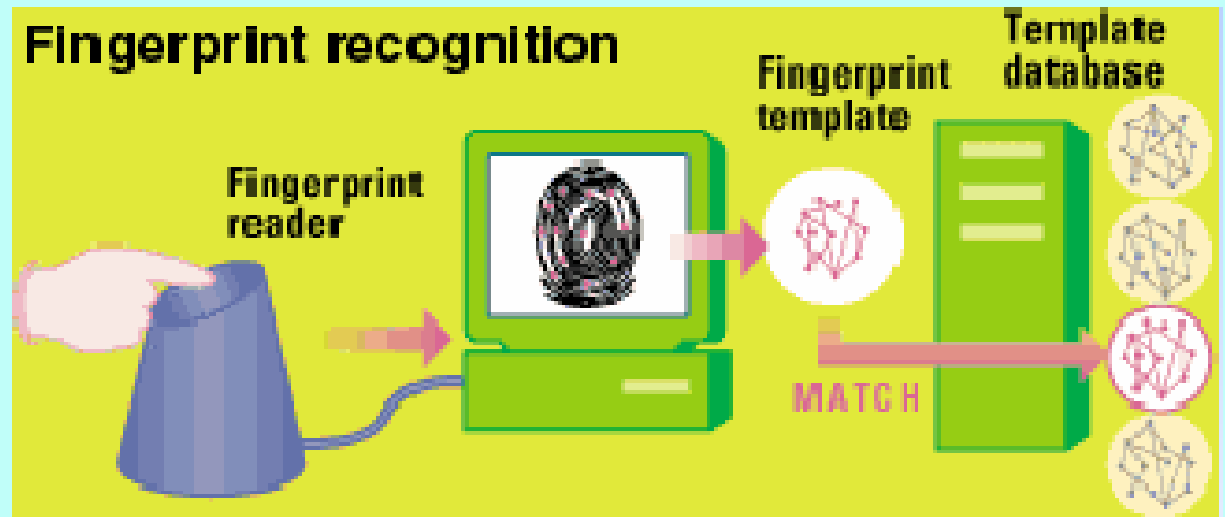 Fingerprint recognition
Fingerprint
reader
Fingerprint
template
Template
database
MATCH